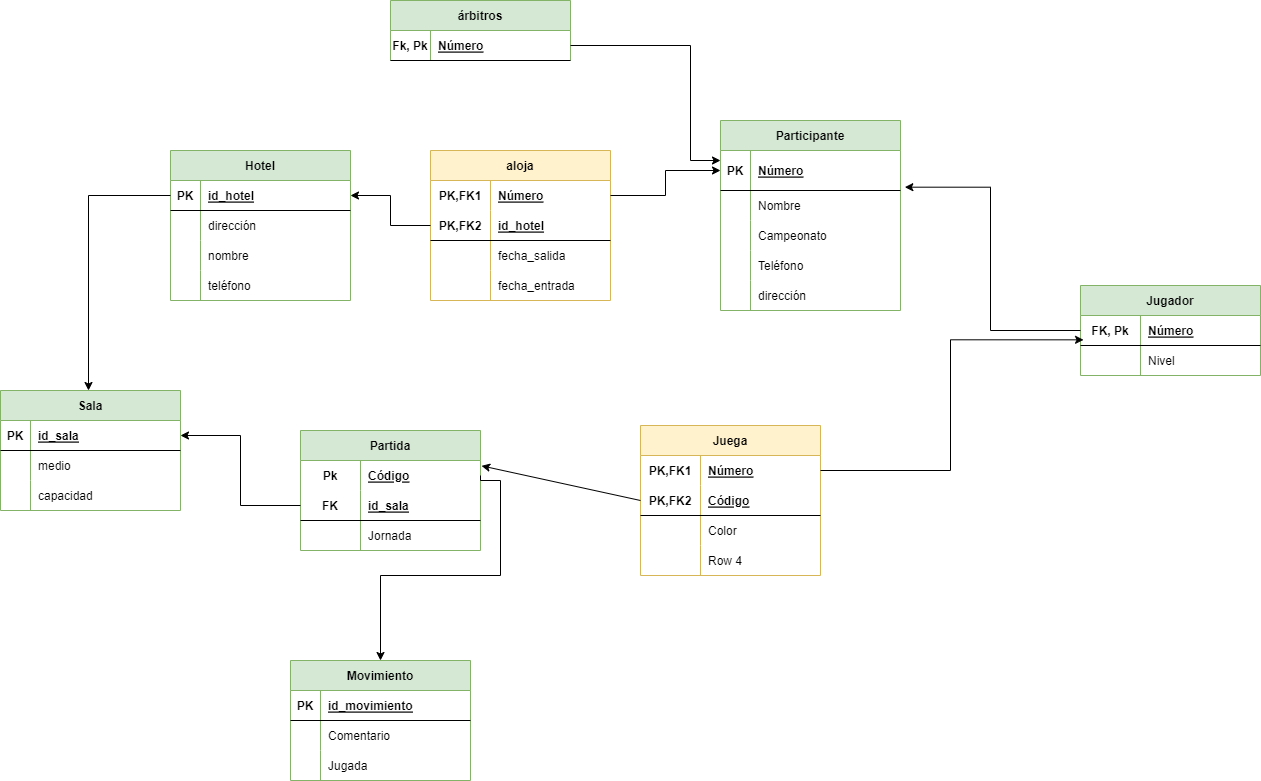 árbitros
Fk, Pk Número
Participante
PK Número
Nombre
Campeonato
Teléfono
dirección
Hotel
PK id_hotel
dirección
nombre
teléfono
aloja
PK,FK1 Número
PK,FK2 id_hotel
fecha_salida
fecha_entrada
Jugador
FK, Pk Número
Nivel
Sala
PK id_sala
medio
capacidad
Partida
Pk Código
FK id_sala
Jornada
Juega
PK,FK1 Número
PK,FK2 Código
Color
Row 4
Movimiento
PK id_movimiento
Comentario
Jugada